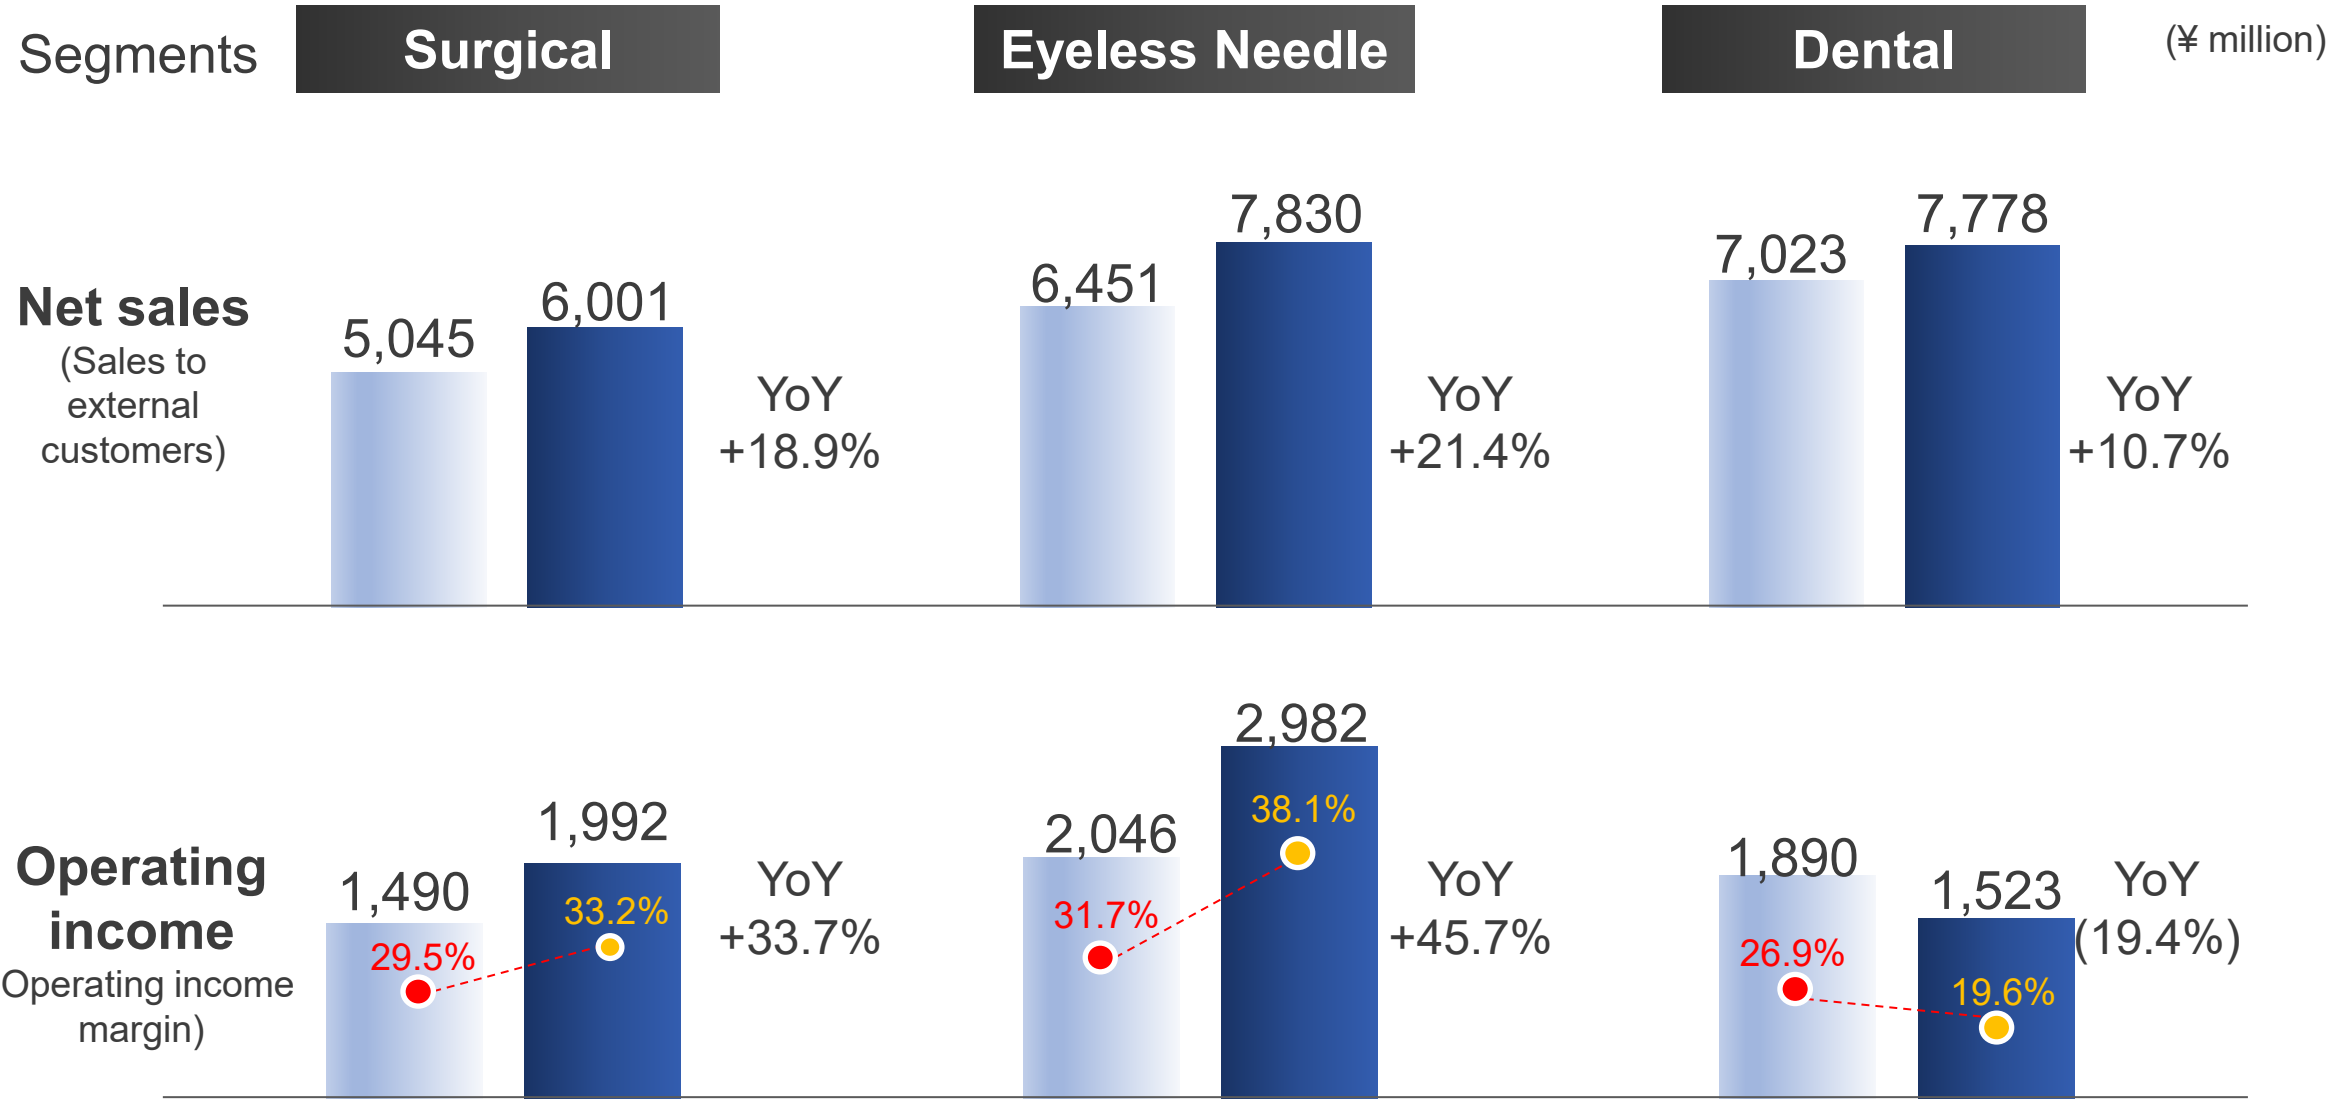 Segments
Surgical
Eyeless Needle
Dental
(¥ million)
Net sales
(Sales to
external
customers)
5,045
6,001
YoY
+18.9%
6,451
7,830
YoY
+21.4%
7,023
7,778
YoY
+10.7%
Operating
income
Operating income
margin)
1,490
29.5%
1,992
33.2%
YoY
+33.7%
2,046
31.7%
2,982
38.1%
YoY
+45.7%
1,890
26.9%
1,523
19.6%
YoY
(19.4%)